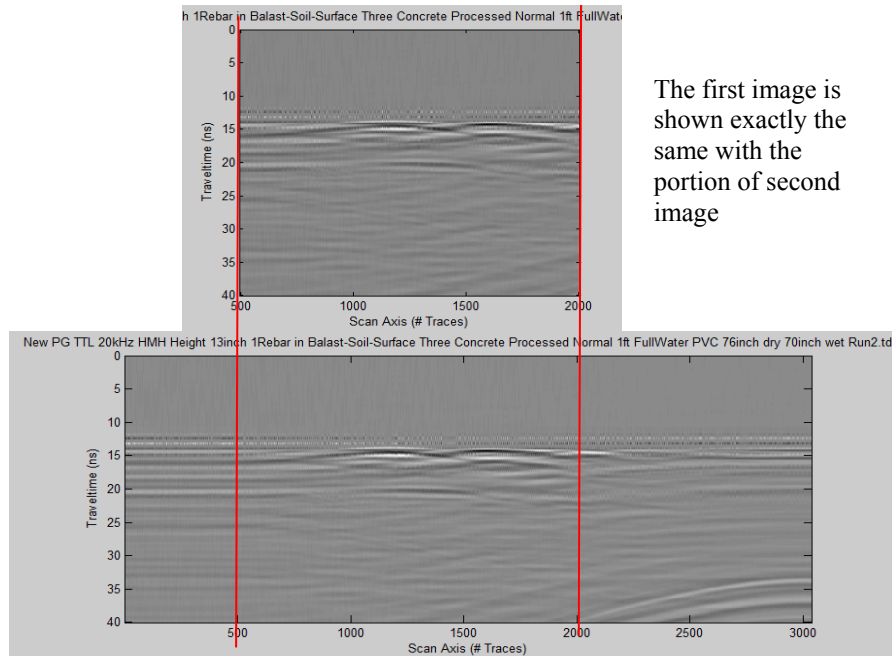 h 1Rebar in Balast-Soil-Surface Three Concrete Processed Normal 1ft FullWate
0
5
10
15
20
25
30
35
40
Traveltime (ns)
500
1000
1500
2000
Scan Axis (# Traces)
The first image is
shown exactly the
same with the
portion of second
image
New PG TTL 20kHz HMH Height 13inch 1Rebar in Balast-Soil-Surface Three Concrete Processed Normal 1ft FullWater PVC 76inch dry 70inch wet Run2.td
0
5
10
15
20
25
30
35
40
Traveltime (ns)
500
1000
1500
2000
2500
3000
Scan Axis (# Traces)